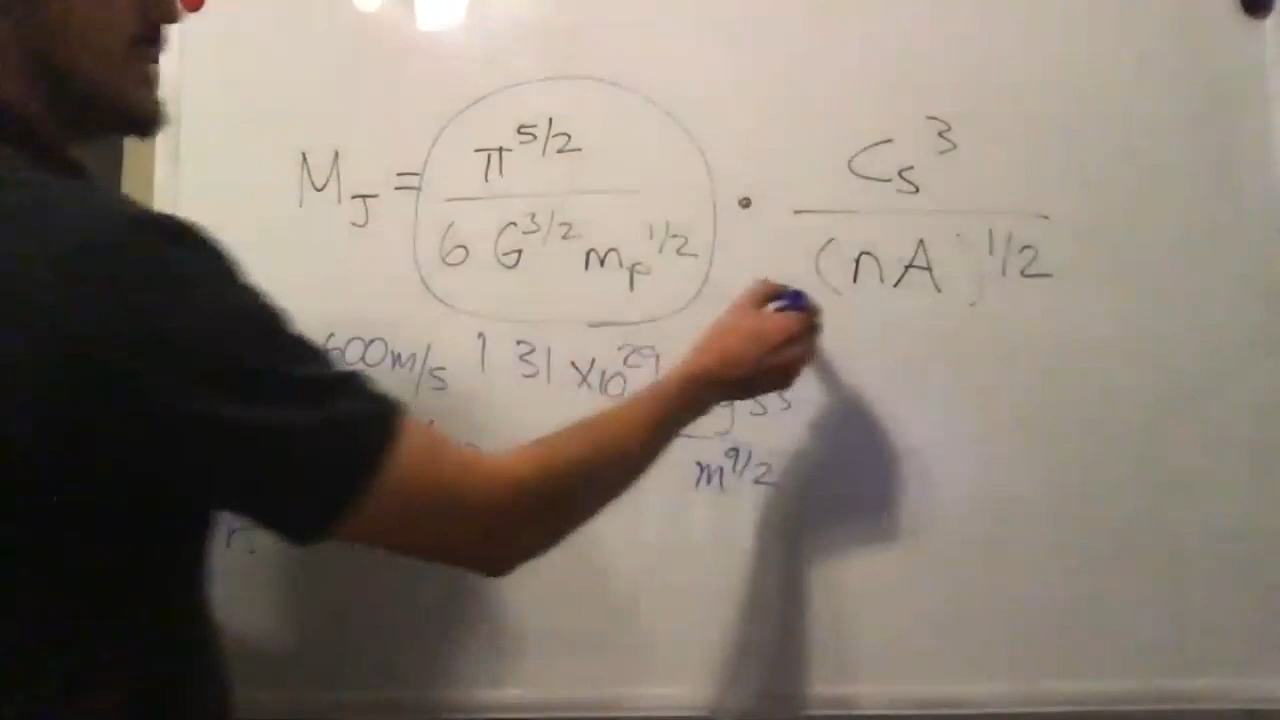 M_J = π^5/2 / 6 G^3/2 m_p^1/2 · C_s^3 / (nA)^1/2
600m/s 1 31 ×10^29
m^9/2